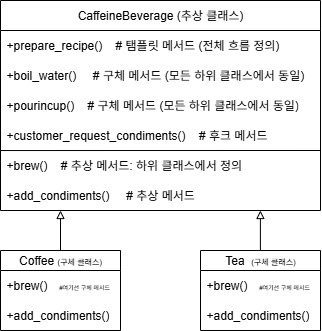 CaffeineBeverage (추상 클래스)
+prepare_recipe() # 탬플릿 메서드 (전체 흐름 정의)
+boil_water() # 구체 메서드 (모든 하위 클래스에서 동일)
+pourincup() # 구체 메서드 (모든 하위 클래스에서 동일)
+customer_request_condiments() # 후크 메서드
+brew() # 추상 메서드: 하위 클래스에서 정의
+add_condiments() # 추상 메서드
Coffee (구체 클래스)
+brew() #여기선 구체 메서드
+add_condiments()
Tea (구체 클래스)
+brew() #여기선 구체 메서드
+add_condiments()